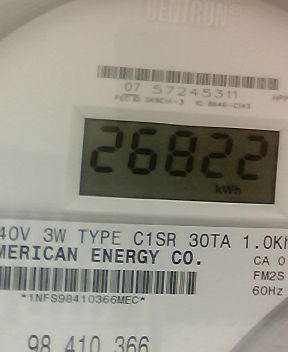 CENTRON®
07 57245311
26822
kWh
40V 3W TYPE C1SR 30TA 1.0Kh
MERICAN ENERGY CO.
CA 0
FM2S
60Hz
*1NFS98410366MEC*
98 410 366